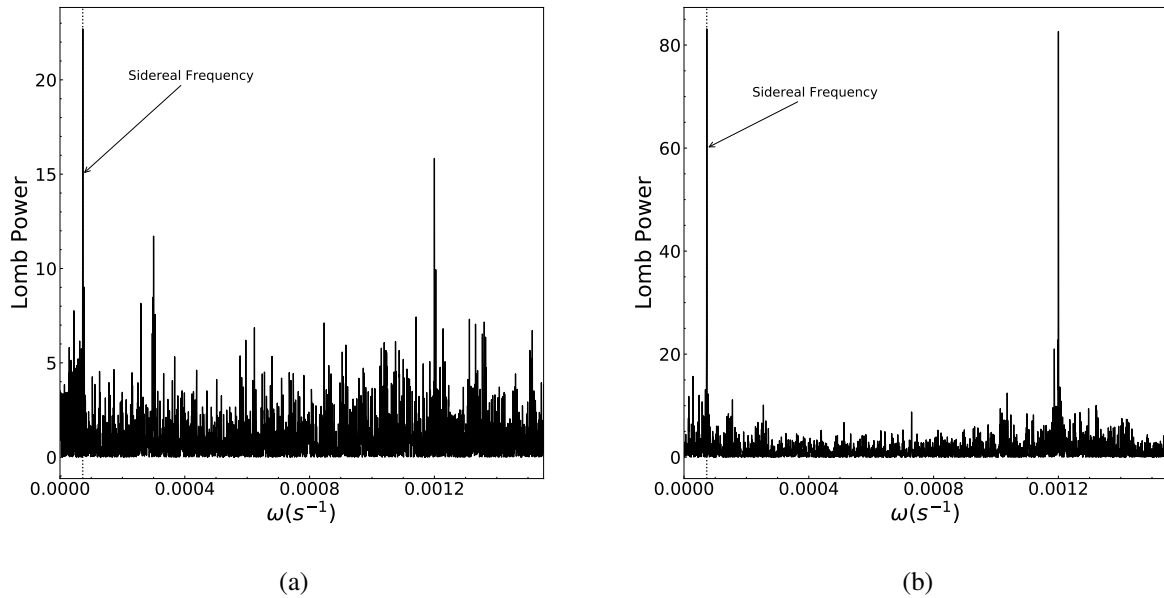 Lomb Power
20
15
10
5
0
Sidereal Frequency
0.0000
0.0004
0.0008
0.0012
ω(s⁻¹)
(a)
Lomb Power
80
60
40
20
0
Sidereal Frequency
0.0000
0.0004
0.0008
0.0012
ω(s⁻¹)
(b)